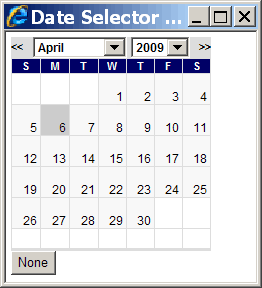 Date Selector ...
<< April 2009 >>
S M T W T F S
1 2 3 4
5 6 7 8 9 10 11
12 13 14 15 16 17 18
19 20 21 22 23 24 25
26 27 28 29 30
None